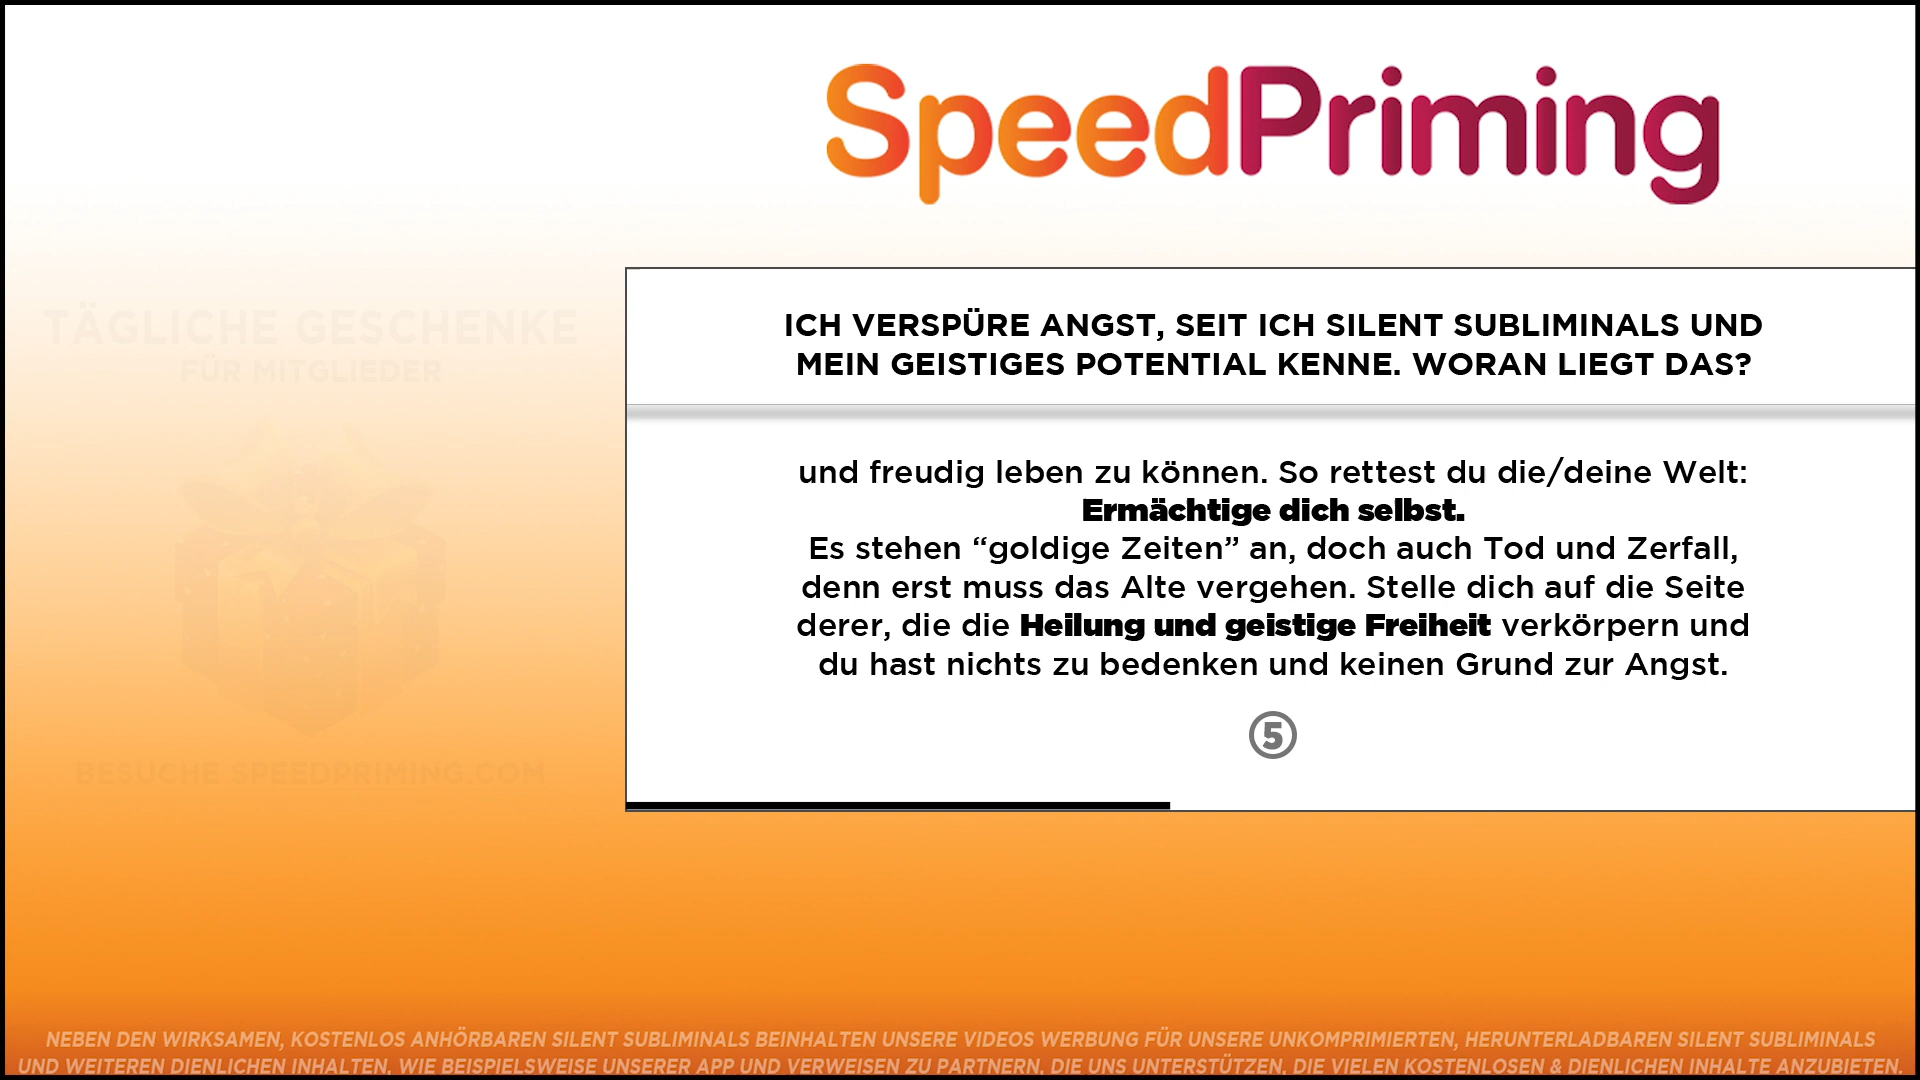 SpeedPriming
TÄGLICHE GESCHENKE
FÜR MITGLIEDER
BESUCHE SPEEDPRIMING.COM
ICH VERSPÜRE ANGST, SEIT ICH SILENT SUBLIMINALS UND
MEIN GEISTIGES POTENTIAL KENNE. WORAN LIEGT DAS?
und freudig leben zu können. So rettest du die/deine Welt:
Ermächtige dich selbst.
Es stehen “goldige Zeiten” an, doch auch Tod und Zerfall,
denn erst muss das Alte vergehen. Stelle dich auf die Seite
derer, die die Heilung und geistige Freiheit verkörpern und
du hast nichts zu bedenken und keinen Grund zur Angst.
5
NEBEN DEN WIRKSAMEN, KOSTENLOS ANHÖRBAREN SILENT SUBLIMINALS BEINHALTEN UNSERE VIDEOS WERBUNG FÜR UNSERE UNKOMPRIMIERTEN, HERUNTERLADBAREN SILENT SUBLIMINALS
UND WEITEREN DIENLICHEN INHALTEN, WIE BEISPIELSWEISE UNSERER APP UND VERWEISEN ZU PARTNERN, DIE UNS UNTERSTÜTZEN, DIE VIELEN KOSTENLOSEN & DIENLICHEN INHALTE ANZUBIETEN.